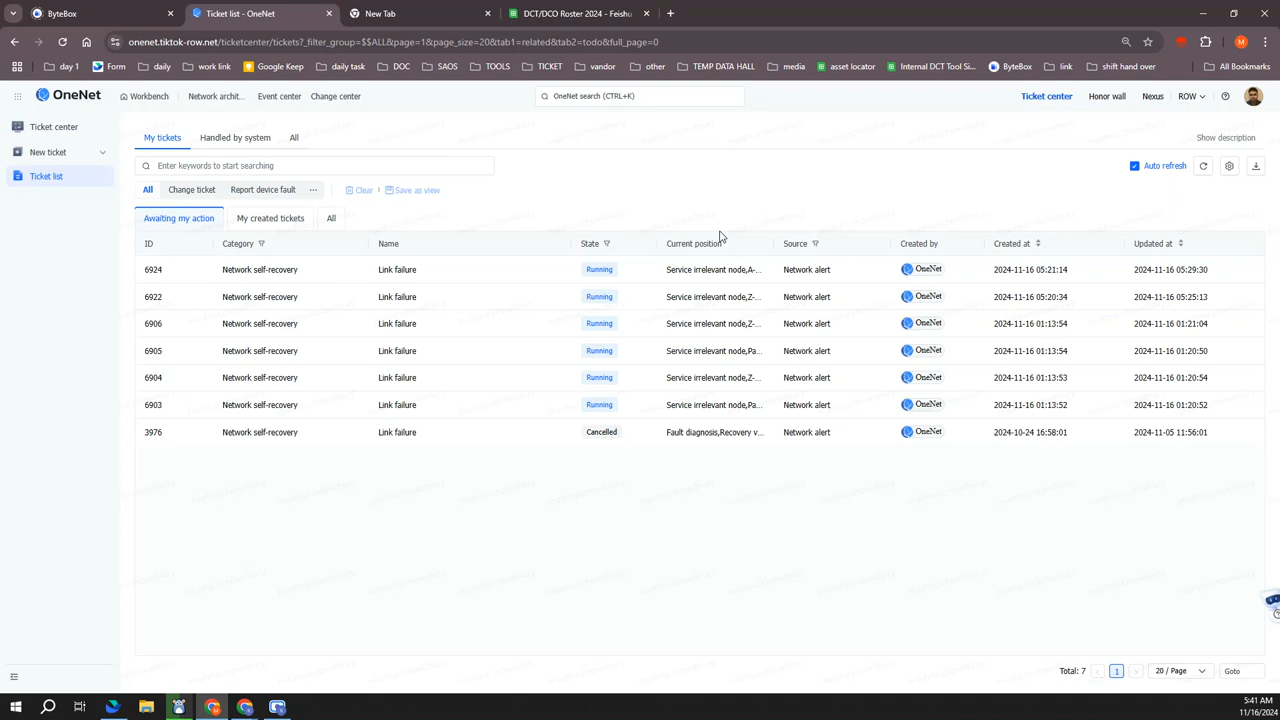 ByteBox
Ticket list - OneNet
New Tab
DCT/DCO Roster 2024 - Feishu
onenet.tiktok-row.net/ticketcenter/tickets?_filter_group=$$ALL&page=1&page_size=20&tab1=related&tab2=todo&full_page=0
M
day 1
Form
daily
work link
Google Keep
daily task
DOC
SAOS
TOOLS
TICKET
vandor
other
TEMP DATA HALL
media
asset locator
Internal DCT Tool Si...
ByteBox
link
shift hand over
All Bookmarks
OneNet
Workbench
Network archit...
Event center
Change center
OneNet search (CTRL+K)
Ticket center
Honor wall
Nexus
ROW
Ticket center
New ticket
Ticket list
My tickets
Handled by system
All
Show description
Enter keywords to start searching
Auto refresh
All
Change ticket
Report device fault
...
Clear
Save as view
Awaiting my action
My created tickets
All
ID Category Name State Current position Source Created by Created at Updated at
6924 Network self-recovery Link failure Running Service irrelevant node,A-... Network alert OneNet 2024-11-16 05:21:14 2024-11-16 05:29:30
6922 Network self-recovery Link failure Running Service irrelevant node,Z-... Network alert OneNet 2024-11-16 05:20:34 2024-11-16 05:25:13
6906 Network self-recovery Link failure Running Service irrelevant node,Z-... Network alert OneNet 2024-11-16 01:13:54 2024-11-16 01:21:04
6905 Network self-recovery Link failure Running Service irrelevant node,Pa... Network alert OneNet 2024-11-16 01:13:54 2024-11-16 01:20:50
6904 Network self-recovery Link failure Running Service irrelevant node,Z-... Network alert OneNet 2024-11-16 01:13:53 2024-11-16 01:20:54
6903 Network self-recovery Link failure Running Service irrelevant node,Pa... Network alert OneNet 2024-11-16 01:13:52 2024-11-16 01:20:52
3976 Network self-recovery Link failure Cancelled Fault diagnosis,Recovery v... Network alert OneNet 2024-10-24 16:58:01 2024-11-05 11:56:01
Total: 7
1
20 / Page
Goto
5:41 AM
11/16/2024